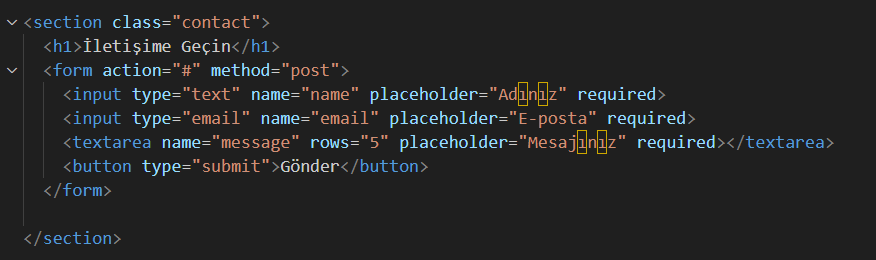 <section class="contact">
<h1>İletişime Geçin</h1>
<form action="#" method="post">
<input type="text" name="name" placeholder="Adınız" required>
<input type="email" name="email" placeholder="E-posta" required>
<textarea name="message" rows="5" placeholder="Mesajınız" required></textarea>
<button type="submit">Gönder</button>
</form>
</section>